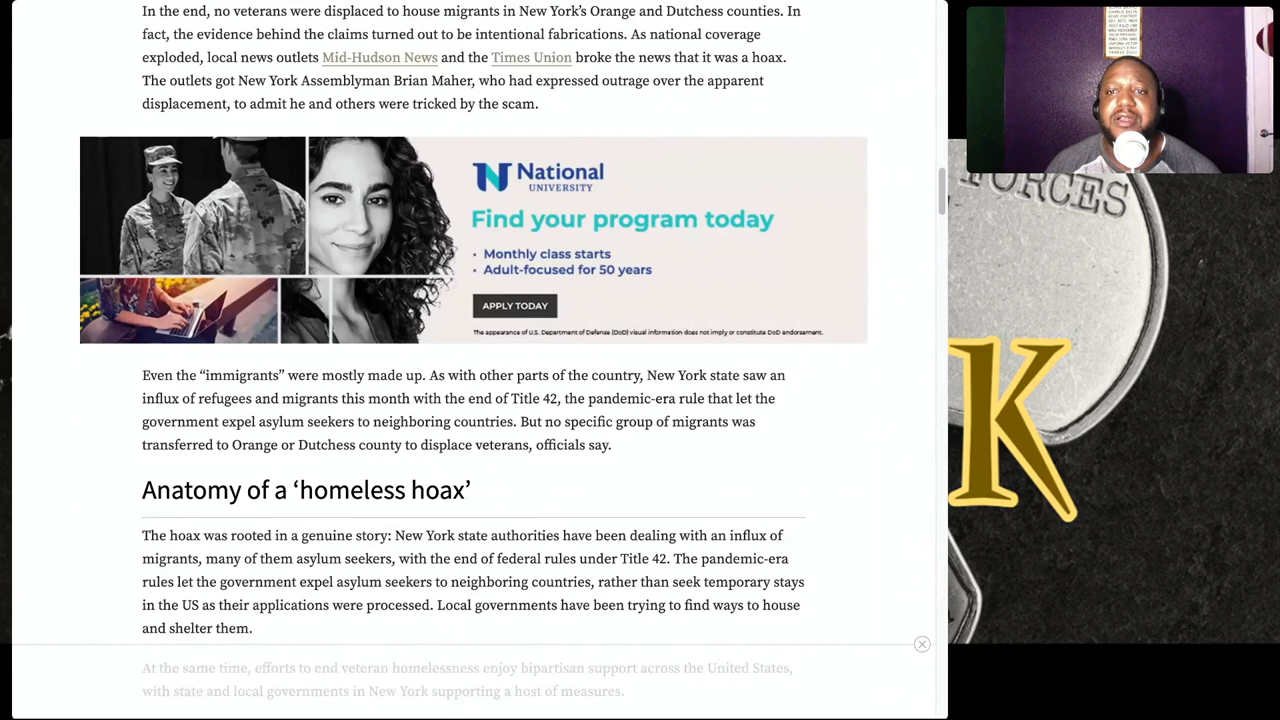 In the end, no veterans were displaced to house migrants in New York’s Orange and Dutchess counties. In
fact, the evidence behind the claims turned out to be intentional fabrications. As national coverage
exploded, local news outlets Mid-Hudson News and the Times Union broke the news that it was a hoax.
The outlets got New York Assemblyman Brian Maher, who had expressed outrage over the apparent
displacement, to admit he and others were tricked by the scam.
National
UNIVERSITY
Find your program today
• Monthly class starts
• Adult-focused for 50 years
APPLY TODAY
The appearance of U.S. Department of Defense (DoD) visual information does not imply or constitute DoD endorsement.
Even the “immigrants” were mostly made up. As with other parts of the country, New York state saw an
influx of refugees and migrants this month with the end of Title 42, the pandemic-era rule that let the
government expel asylum seekers to neighboring countries. But no specific group of migrants was
transferred to Orange or Dutchess county to displace veterans, officials say.
Anatomy of a ‘homeless hoax’
The hoax was rooted in a genuine story: New York state authorities have been dealing with an influx of
migrants, many of them asylum seekers, with the end of federal rules under Title 42. The pandemic-era
rules let the government expel asylum seekers to neighboring countries, rather than seek temporary stays
in the US as their applications were processed. Local governments have been trying to find ways to house
and shelter them.
At the same time, efforts to end veteran homelessness enjoy bipartisan support across the United States,
with state and local governments in New York supporting a host of measures.
FORCES
K